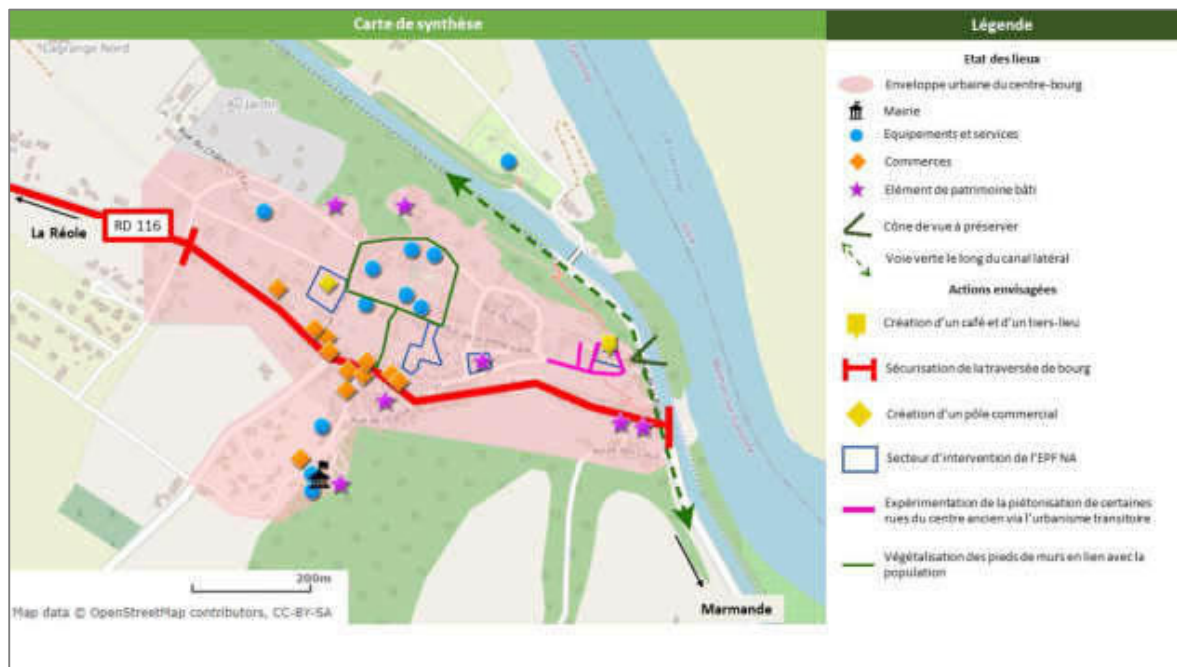 Carte de synthèse
Légende
Etat des lieux
Enveloppe urbaine du centre-bourg
Mairie
Equipements et services
Commerces
Elément de patrimoine bâti
Cône de vue à préserver
Voie verte le long du canal latéral
Actions envisagées
Création d'un café et d'un tiers-lieu
Sécurisation de la traversée de bourg
Création d'un pôle commercial
Secteur d'intervention de l'EPF NA
Expérimentation de la piétonisation de certaines
rues du centre ancien via l'urbanisme transitoire
Végétalisation des pieds de murs en lien avec la
population
Lagrange Nord
RD 116
La Réole
200m
Map data © OpenStreetMap contributors, CC-BY-SA
Marmande